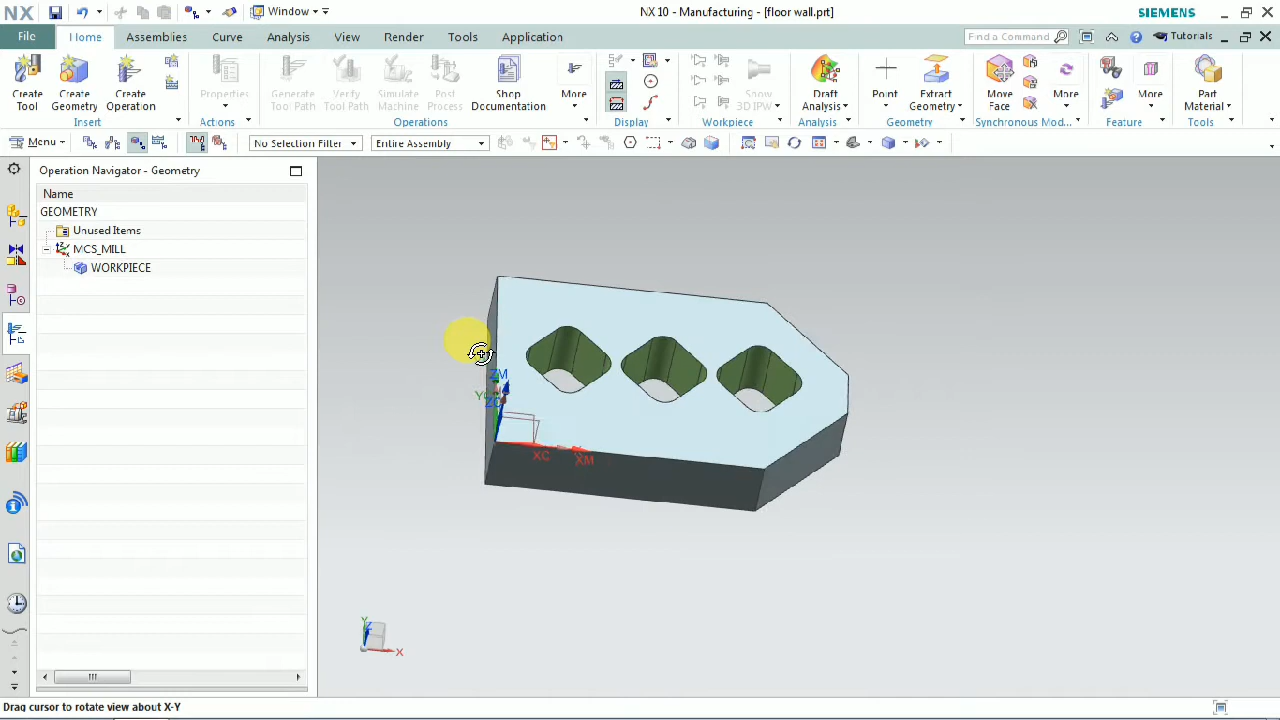 NX
Window
NX 10 - Manufacturing - [floor wall.prt]
SIEMENS
File
Home
Assemblies
Curve
Analysis
View
Render
Tools
Application
Find a Command
Tutorials
Create Tool
Create Geometry
Create Operation
Properties
Generate Tool Path
Verify Tool Path
Simulate Machine
Post Process
Shop Documentation
More
Show 3D IPW
Draft Analysis
Point
Extract Geometry
Move Face
More
More
Part Material
Insert
Actions
Operations
Display
Workpiece
Analysis
Geometry
Synchronous Mod...
Feature
Tools
Menu
No Selection Filter
Entire Assembly
Operation Navigator - Geometry
Name
GEOMETRY
Unused Items
MCS_MILL
WORKPIECE
ZM
ZC
XC
XM
Y
Z
X
Drag cursor to rotate view about X-Y